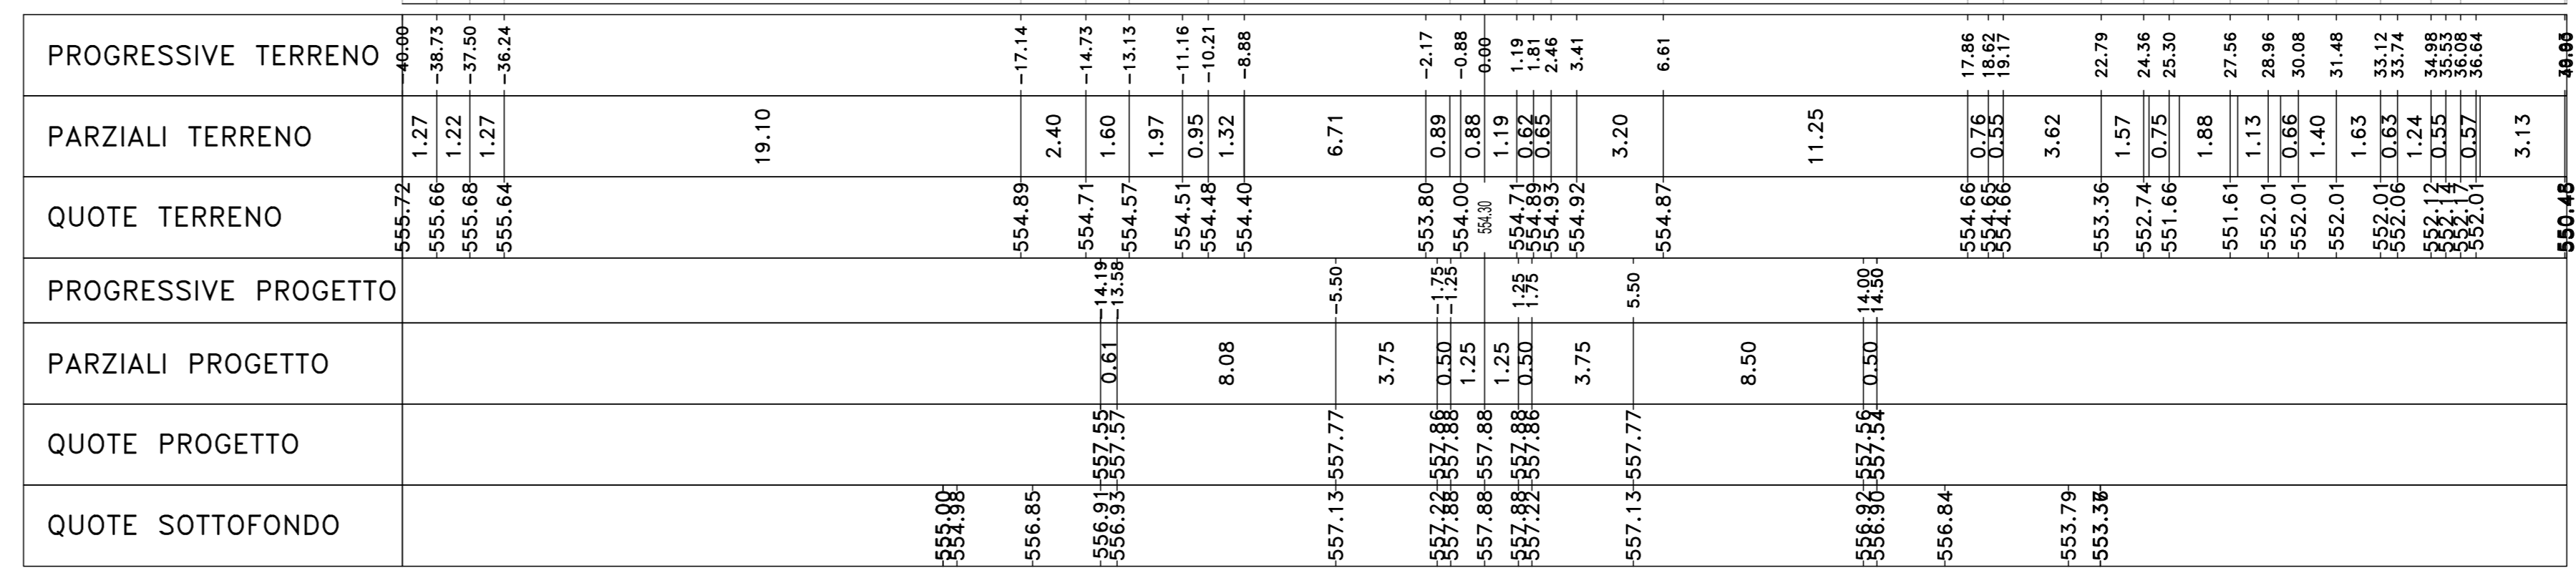 PROGRESSIVE TERRENO -40.00 -38.73 -37.50 -36.24 -17.14 -14.73 -13.13 -11.16 -10.21 -8.88 -2.17 -0.88 0.00 1.19 1.81 2.46 3.41 6.61 17.86 18.62 19.17 22.79 24.36 25.30 27.56 28.96 30.08 31.48 33.12 33.74 34.98 35.53 36.08 36.64
PARZIALI TERRENO 1.27 1.22 1.27 19.10 2.40 1.60 1.97 0.95 1.32 6.71 0.89 0.88 1.19 0.62 0.65 3.20 11.25 0.76 0.55 3.62 1.57 0.75 1.88 1.13 0.66 1.40 1.63 0.63 1.24 0.55 0.57 3.13
QUOTE TERRENO 555.72 555.66 555.68 555.64 554.89 554.71 554.57 554.51 554.48 554.40 553.80 554.00 554.30 554.71 554.89 554.93 554.92 554.87 554.66 554.65 554.66 553.36 552.74 551.66 551.61 552.01 552.01 552.01 552.01 552.06 552.12 552.14 552.17 552.01
PROGRESSIVE PROGETTO -14.19 -13.58 -5.50 -1.75 -1.25 1.25 1.75 5.50 14.00 14.50
PARZIALI PROGETTO 0.61 8.08 3.75 0.50 1.25 1.25 0.50 3.75 8.50 0.50
QUOTE PROGETTO 557.55 557.57 557.77 557.86 557.88 557.88 557.88 557.86 557.77 557.56 557.54
QUOTE SOTTOFONDO 555.00 554.98 556.85 556.91 556.93 557.13 557.22 557.88 557.88 557.88 557.22 557.13 556.92 556.90 556.84 553.79